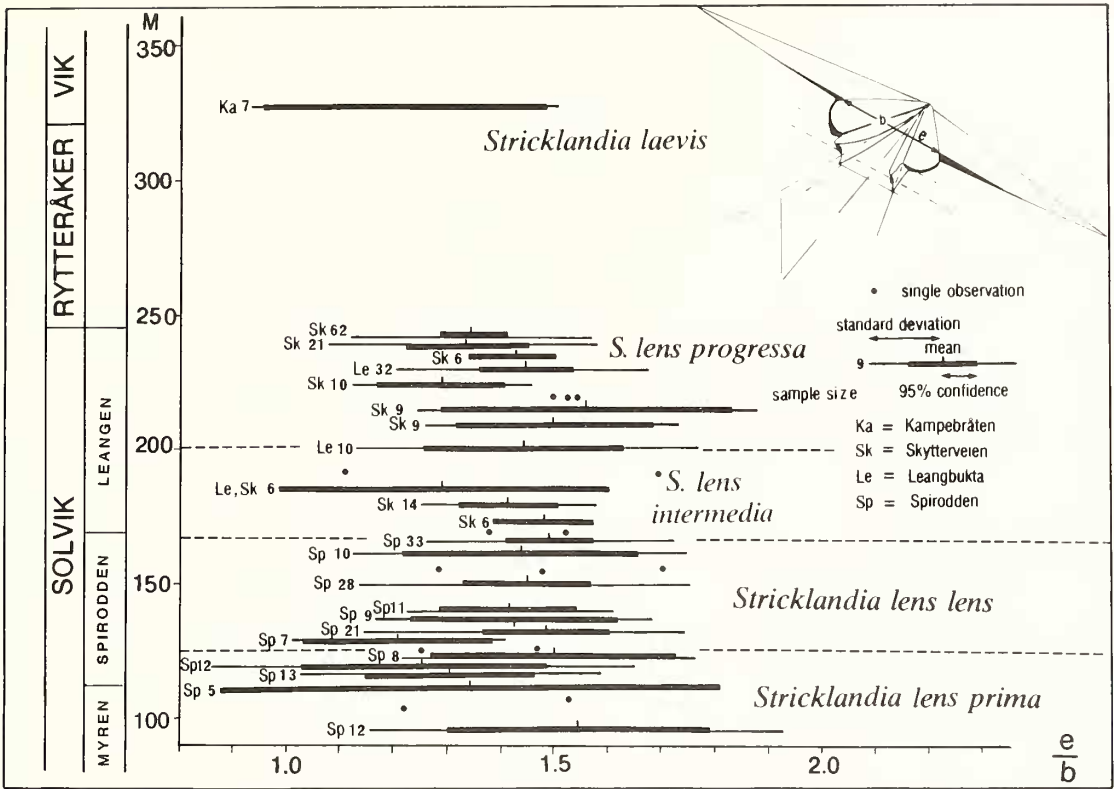 M
350
300
250
200
150
100
VIK
RYTTERÅKER
SOLVIK
LEANGEN
SPIRODDEN
MYREN
Ka 7
Stricklandia laevis
b
e
• single observation
standard deviation
mean
9
sample size 95% confidence
Ka = Kampebråten
Sk = Skytterveien
Le = Leangbukta
Sp = Spirodden
Sk 62
Sk 21
S. lens progressa
Sk 6
Le 32
Sk 10
Sk 9
Sk 9
Le 10
Le, Sk 6
S. lens
intermedia
Sk 14
Sk 6
Sp 33
Sp 10
Sp 28
Stricklandia lens lens
Sp11
Sp 9
Sp 21
Sp 7
Sp 8
Sp12
Sp 13
Sp 5
Stricklandia lens prima
Sp 12
1.0 1.5 2.0
e
b